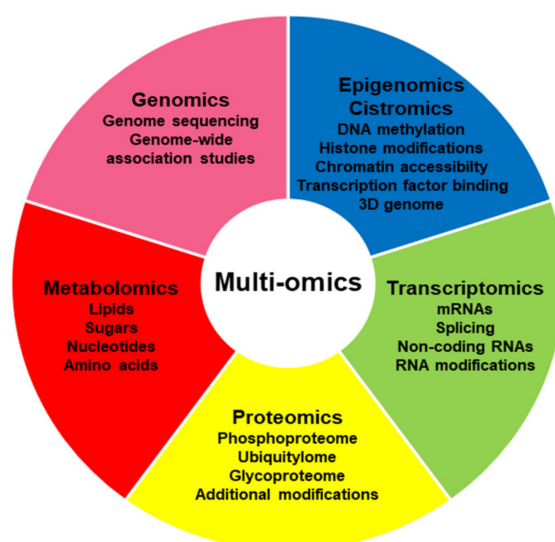 Genomics
Genome sequencing
Genome-wide
association studies
Epigenomics
Cistromics
DNA methylation
Histone modifications
Chromatin accessibilty
Transcription factor binding
3D genome
Multi-omics
Metabolomics
Lipids
Sugars
Nucleotides
Amino acids
Transcriptomics
mRNAs
Splicing
Non-coding RNAs
RNA modifications
Proteomics
Phosphoproteome
Ubiquitylome
Glycoproteome
Additional modifications